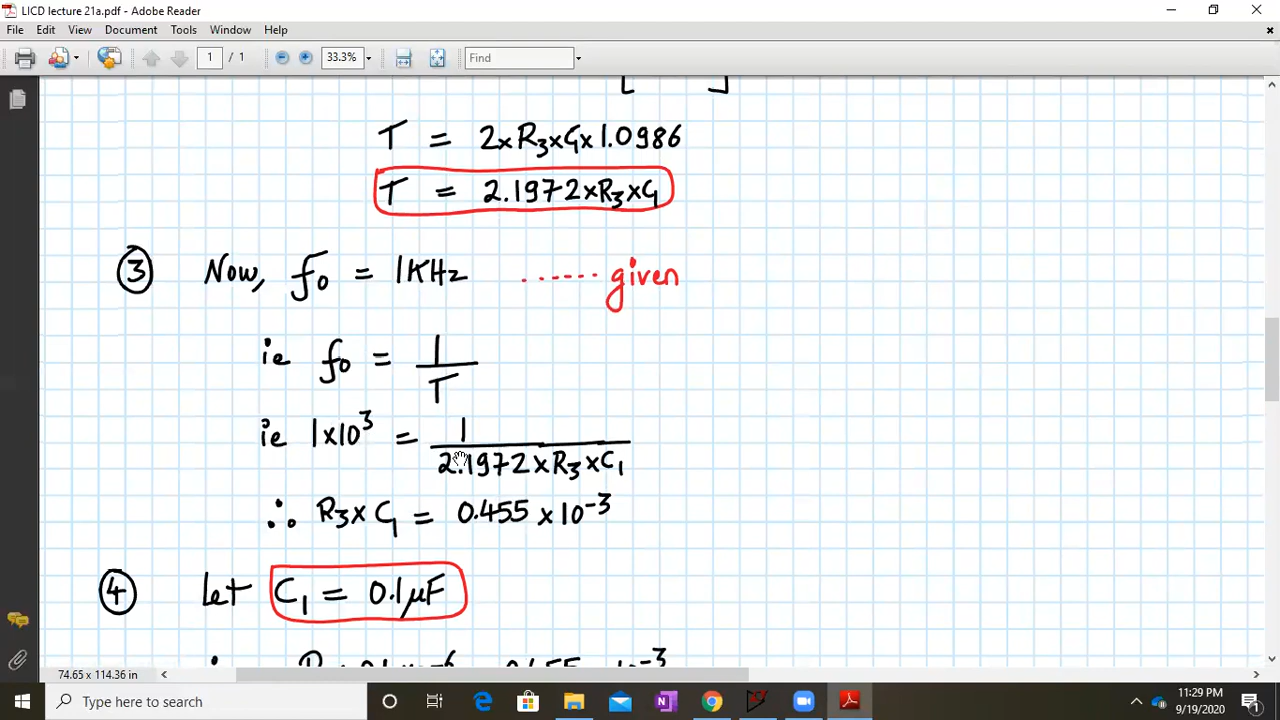 LICD lecture 21a.pdf - Adobe Reader
File Edit View Document Tools Window Help
1 / 1 33.3% Find
T = 2×R₃×C₁×1.0986
T = 2.1972×R₃×C₁
③ Now, f₀ = 1KHz ...... given
ie f₀ = 1/T
ie 1×10³ = 1/2.1972×R₃×C₁
∴ R₃×C₁ = 0.455×10⁻³
④ Let C₁ = 0.1µF
74.65 x 114.36 in
Type here to search
11:29 PM
9/19/2020